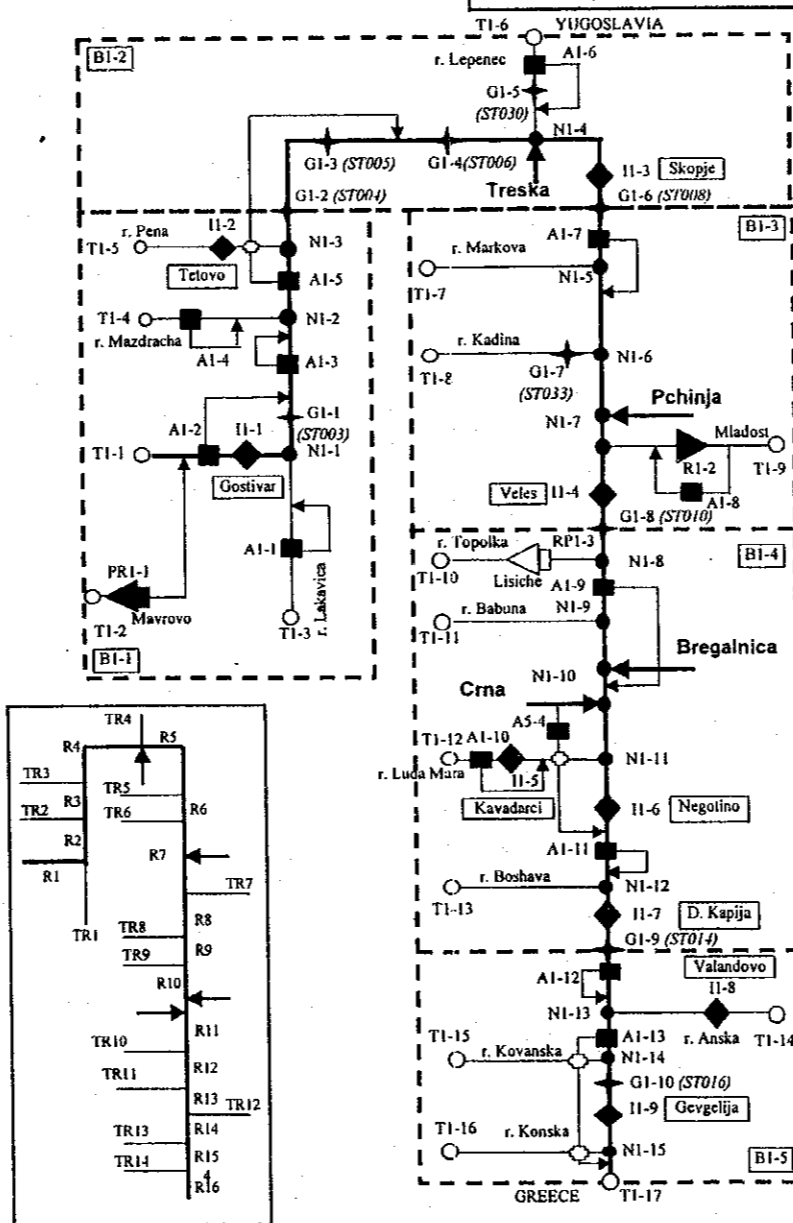 T1-6 YUGOSLAVIA
B1-2
r. Lepenec
A1-6
G1-5
(ST030)
N1-4
G1-3 (ST005)
G1-4 (ST006)
Treska
I1-3 Skopje
G1-2 (ST004)
G1-6 (ST008)
r. Pena
I1-2
T1-5
N1-3
Tetovo
A1-5
T1-4
N1-2
r. Mazdracha
A1-4
A1-3
G1-1
(ST003)
A1-2
I1-1
T1-1
N1-1
Gostivar
A1-1
r. Lakavica
PR1-1
Mavrovo
T1-2
T1-3
B1-1
B1-3
A1-7
r. Markova
N1-5
T1-7
r. Kadina
N1-6
T1-8
G1-7
(ST033)
Pchinja
N1-7
Mladost
R1-2
T1-9
A1-8
Veles I1-4
G1-8 (ST010)
r. Topolka
RP1-3
B1-4
N1-8
T1-10
Lisiche
A1-9
r. Babuna
N1-9
T1-11
Bregalnica
N1-10
Crna
A5-4
T1-12
A1-10
N1-11
r. Luda Mara
I1-5
Kavadarci
I1-6 Negotino
A1-11
r. Boshava
N1-12
T1-13
I1-7 D. Kapija
G1-9 (ST014)
A1-12
Valandovo
I1-8
N1-13
r. Anska
T1-14
T1-15
A1-13
r. Kovanska
N1-14
G1-10 (ST016)
I1-9 Gevgelija
T1-16
r. Konska
N1-15
B1-5
GREECE
T1-17
TR4
R4
R5
TR3
TR5
R3
TR6
R6
TR2
R2
R7
R1
TR7
TR1
TR8
R8
TR9
R9
R10
R11
TR10
R12
TR11
R13
TR12
R14
TR13
R15
TR14
4
R16